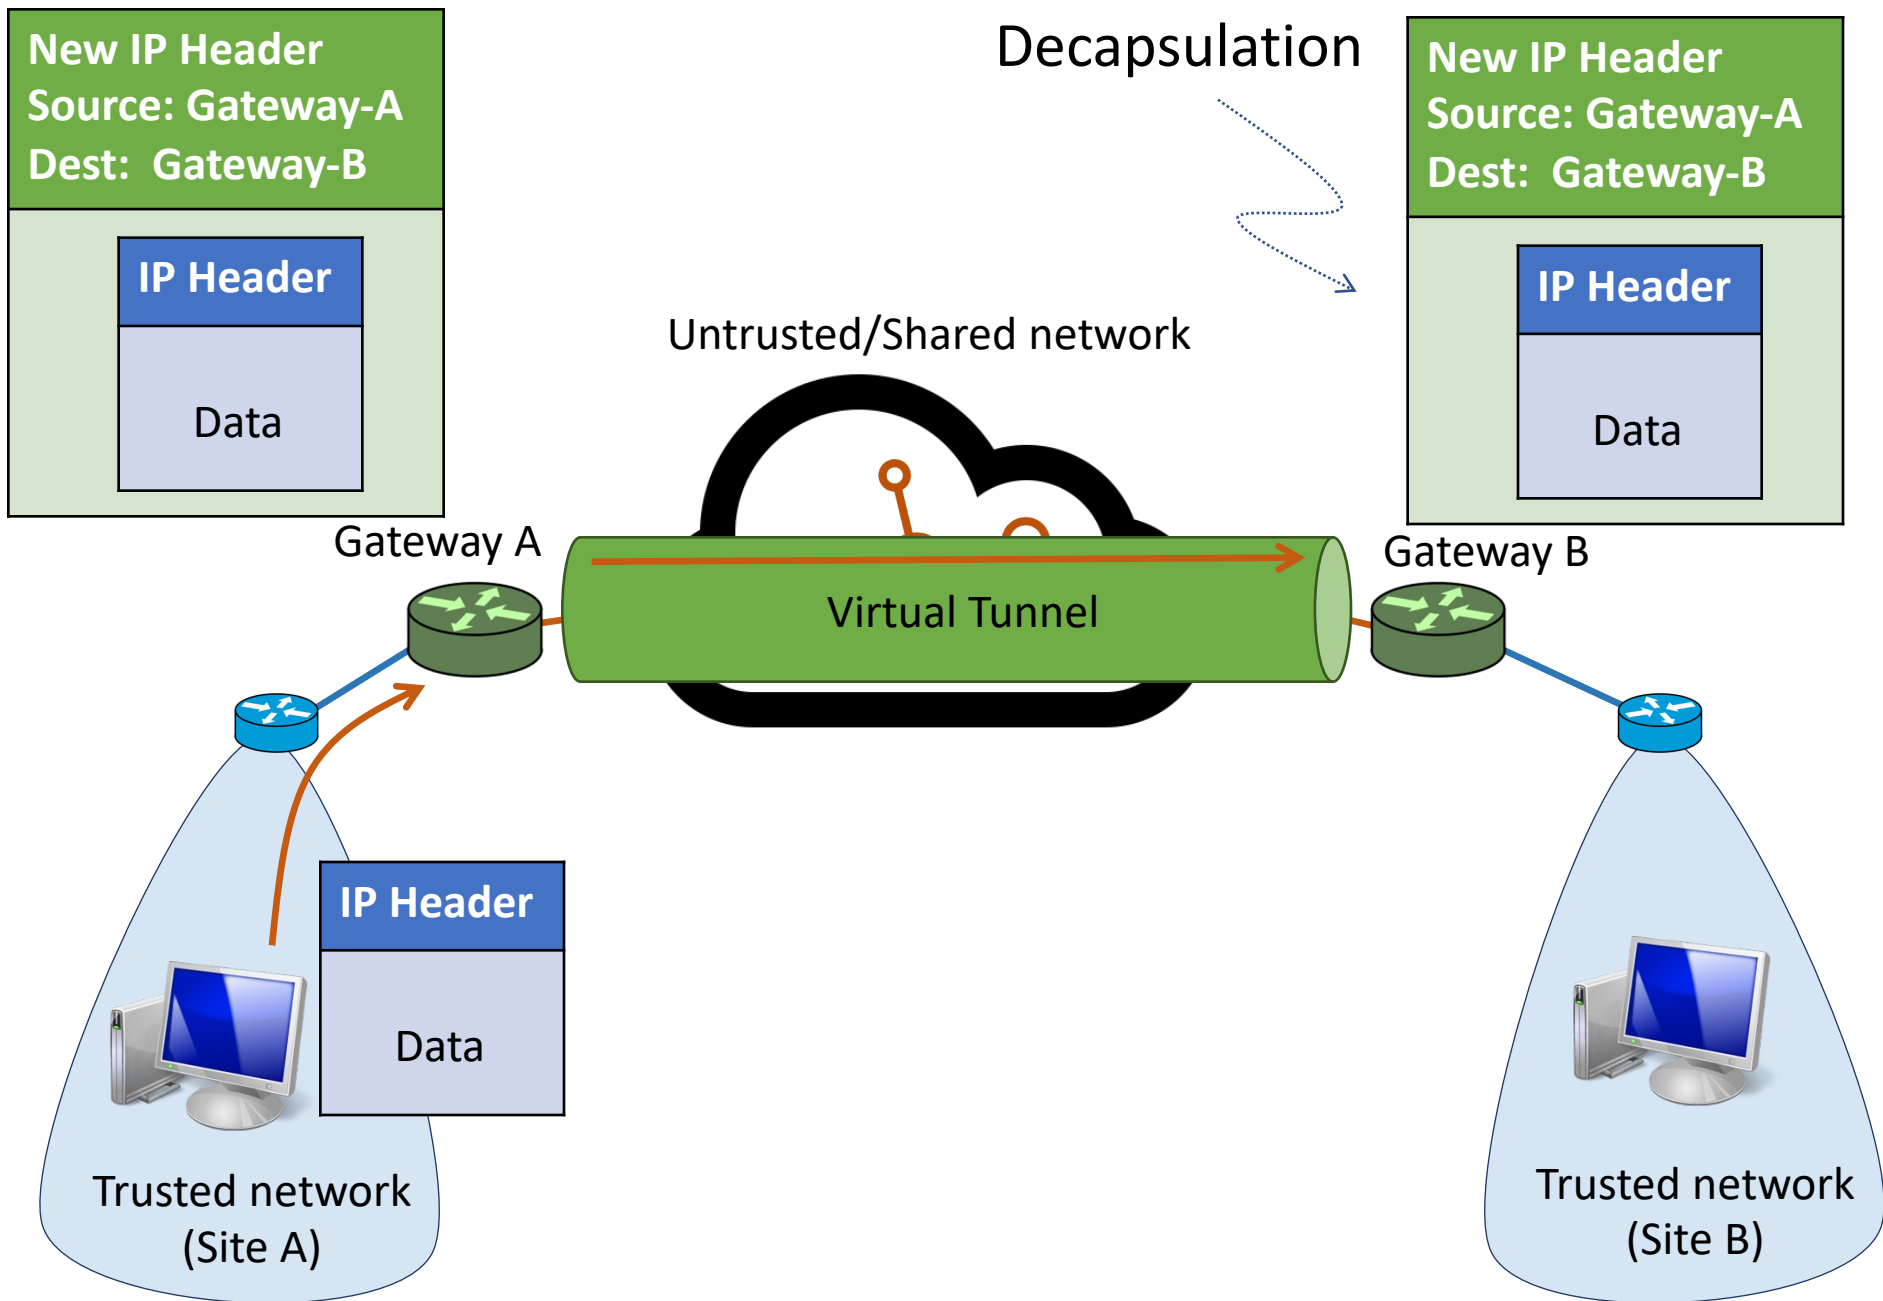 New IP Header
Source: Gateway-A
Dest: Gateway-B
IP Header
Data
Decapsulation
New IP Header
Source: Gateway-A
Dest: Gateway-B
IP Header
Data
Untrusted/Shared network
Gateway A
Virtual Tunnel
Gateway B
IP Header
Data
Trusted network
(Site A)
Trusted network
(Site B)